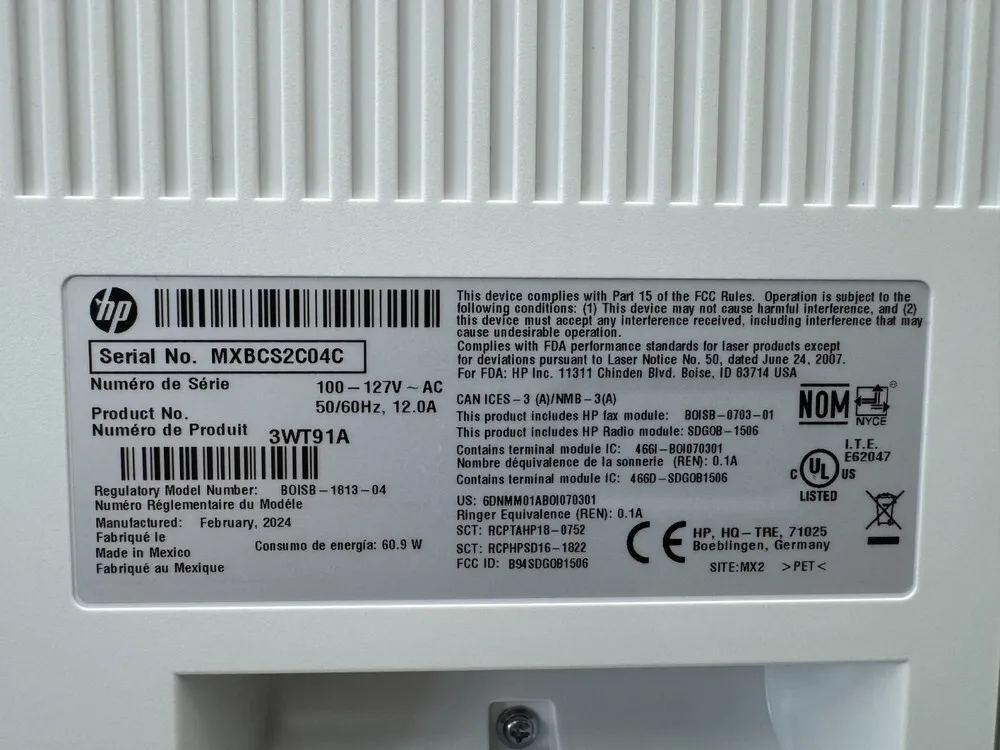 hp
Serial No. MXBCS2C04C
Numéro de Série
100-127V ~ AC
50/60Hz, 12.0A
Product No.
Numéro de Produit
3WT91A
Regulatory Model Number: BOISB-1813-04
Numéro Réglementaire du Modéle
Manufactured: February, 2024
Fabriqué le
Consumo de energía: 60.9 W
Made in Mexico
Fabriqué au Mexique
This device complies with Part 15 of the FCC Rules. Operation is subject to the
following conditions: (1) This device may not cause harmful interference, and (2)
this device must accept any interference received, including interference that may
cause undesirable operation.
Complies with FDA performance standards for laser products except
for deviations pursuant to Laser Notice No. 50, dated June 24, 2007.
For FDA: HP Inc. 11311 Chinden Blvd. Boise, ID 83714 USA
CAN ICES-3 (A)/NMB-3(A)
This product includes HP fax module: BOISB-0703-01
This product includes HP Radio module: SDGOB-1506
Contains terminal module IC: 466I-BOI070301
Nombre déquivalence de la sonnerie (REN): 0.1A
Contains terminal module IC: 466D-SDGOB1506
US: 6DNMM01ABOI070301
Ringer Equivalence (REN): 0.1A
SCT: RCPTAHP18-0752
SCT: RCPHPSD16-1822
FCC ID: B94SDGOB1506
NOM
NYCE
I.T.E.
E62047
C UL US
LISTED
CE
HP, HQ-TRE, 71025
Boeblingen, Germany
SITE:MX2 >PET<